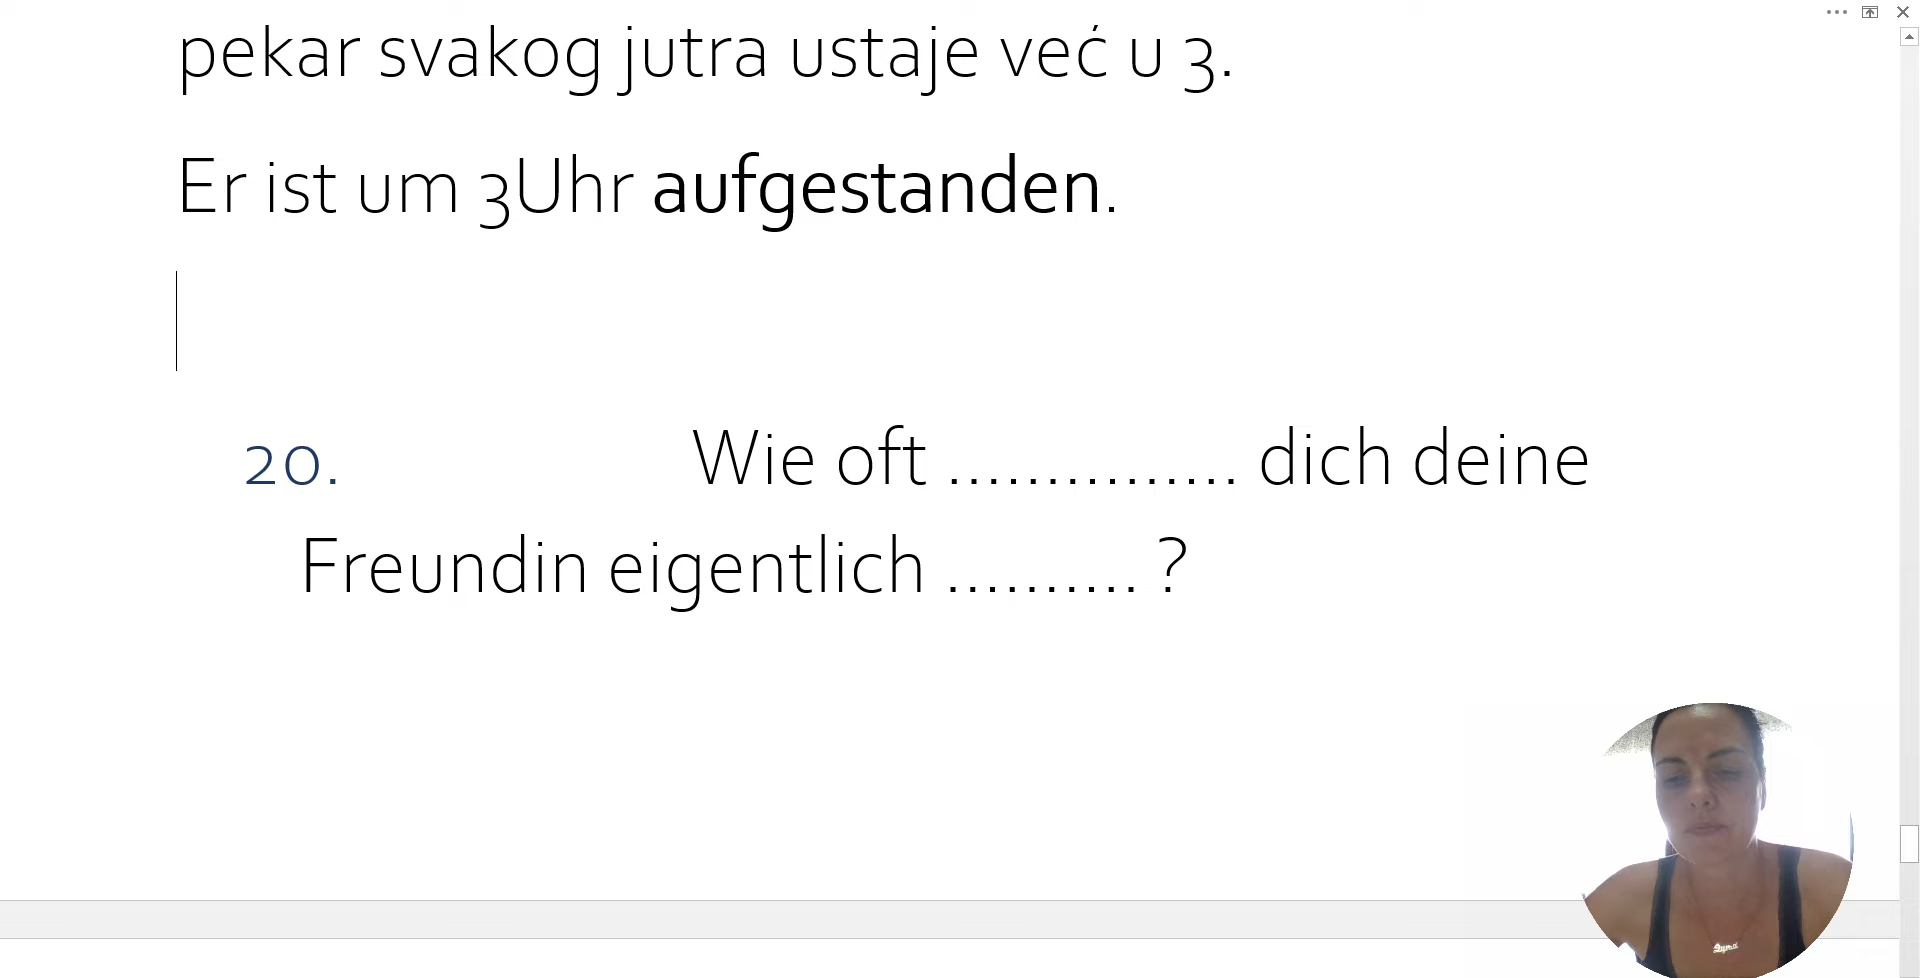 pekar svakog jutra ustaje već u 3.
Er ist um 3Uhr aufgestanden.
20. Wie oft ............... dich deine
Freundin eigentlich .......... ?